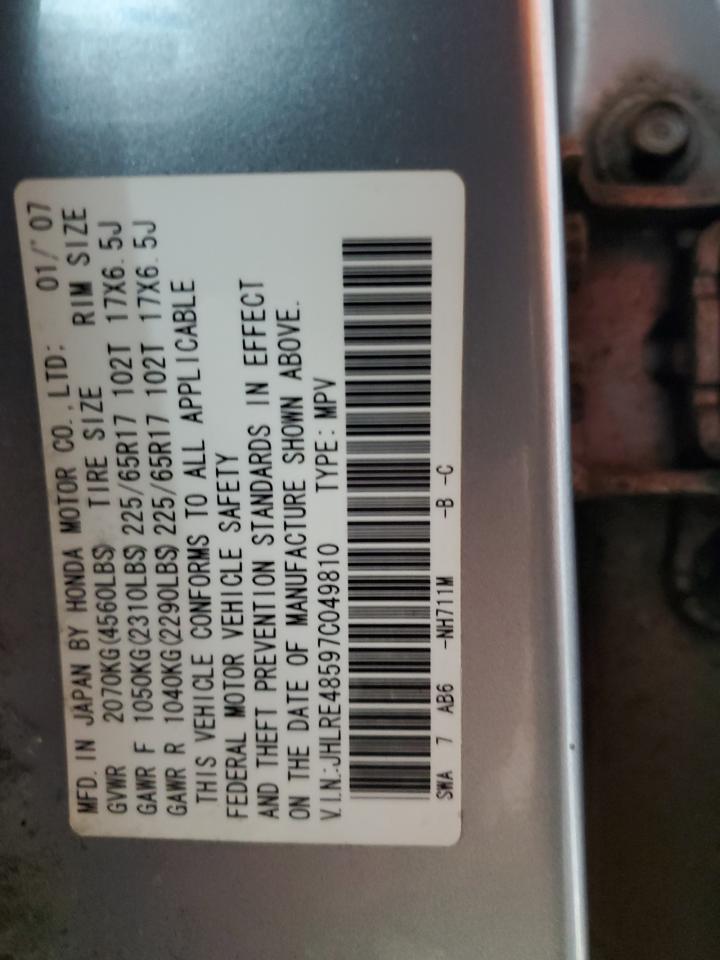 MFD. IN JAPAN BY HONDA MOTOR CO.,LTD: 01/'07
GVWR 2070KG(4560LBS) TIRE SIZE RIM SIZE
GAWR F 1050KG(2310LBS) 225/65R17 102T 17X6.5J
GAWR R 1040KG(2290LBS) 225/65R17 102T 17X6.5J
THIS VEHICLE CONFORMS TO ALL APPLICABLE
FEDERAL MOTOR VEHICLE SAFETY
AND THEFT PREVENTION STANDARDS IN EFFECT
ON THE DATE OF MANUFACTURE SHOWN ABOVE.
V.I.N.:JHLRE48597C049810 TYPE: MPV
SWA 7 AB6 -NH711M -B -C